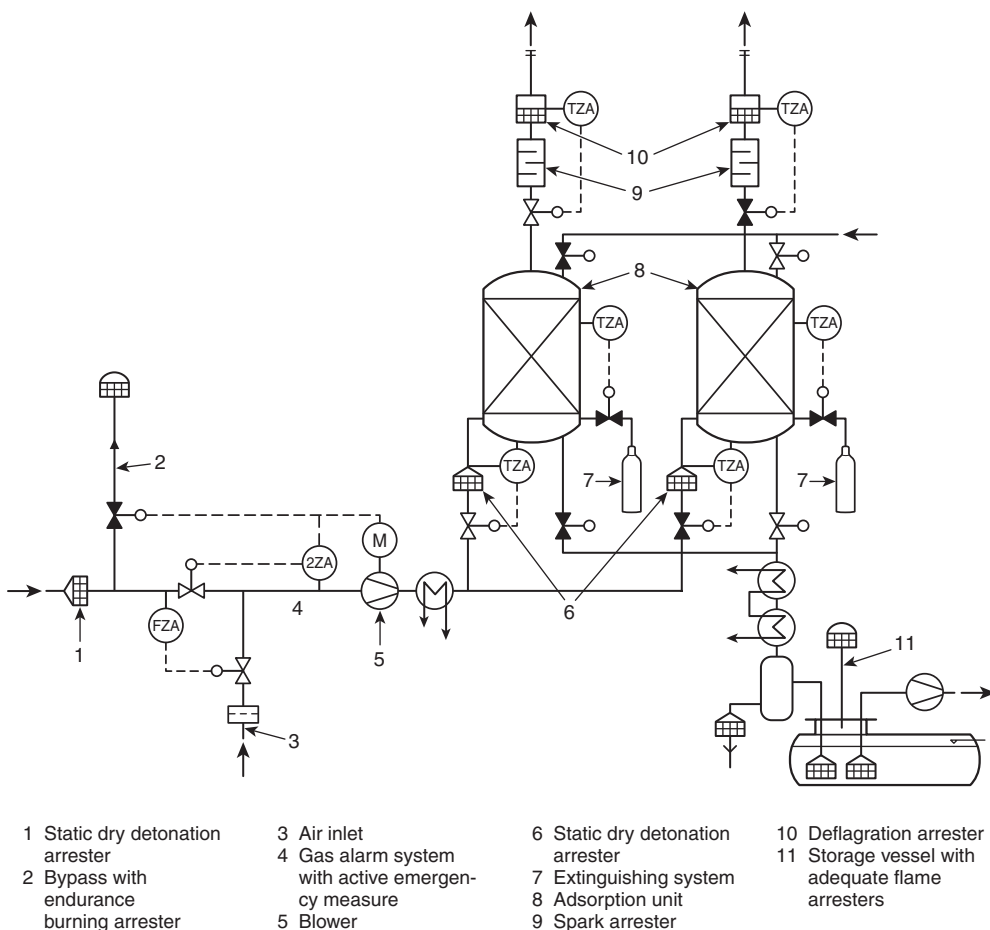 TZA
TZA
10
9
8
TZA
TZA
2
7
7
TZA
TZA
M
2ZA
4
6
FZA
1
5
11
3
1 Static dry detonation
arrester
2 Bypass with
endurance
burning arrester
3 Air inlet
4 Gas alarm system
with active emergen-
cy measure
5 Blower
6 Static dry detonation
arrester
7 Extinguishing system
8 Adsorption unit
9 Spark arrester
10 Deflagration arrester
11 Storage vessel with
adequate flame
arresters